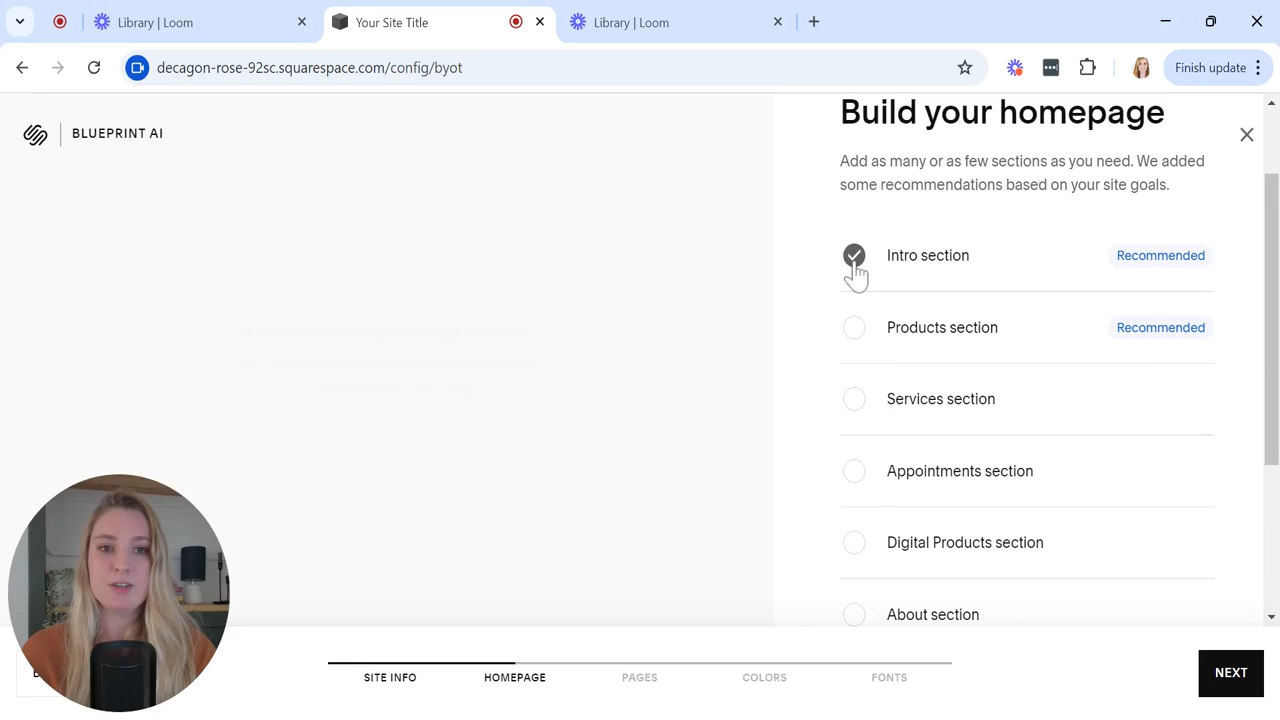 Library | Loom
Your Site Title
Library | Loom
decagon-rose-92sc.squarespace.com/config/byot
Finish update
BLUEPRINT AI
Build your homepage
Add as many or as few sections as you need. We added
some recommendations based on your site goals.
Intro section
Recommended
Products section
Recommended
Services section
Appointments section
Digital Products section
About section
SITE INFO
HOMEPAGE
PAGES
COLORS
FONTS
NEXT